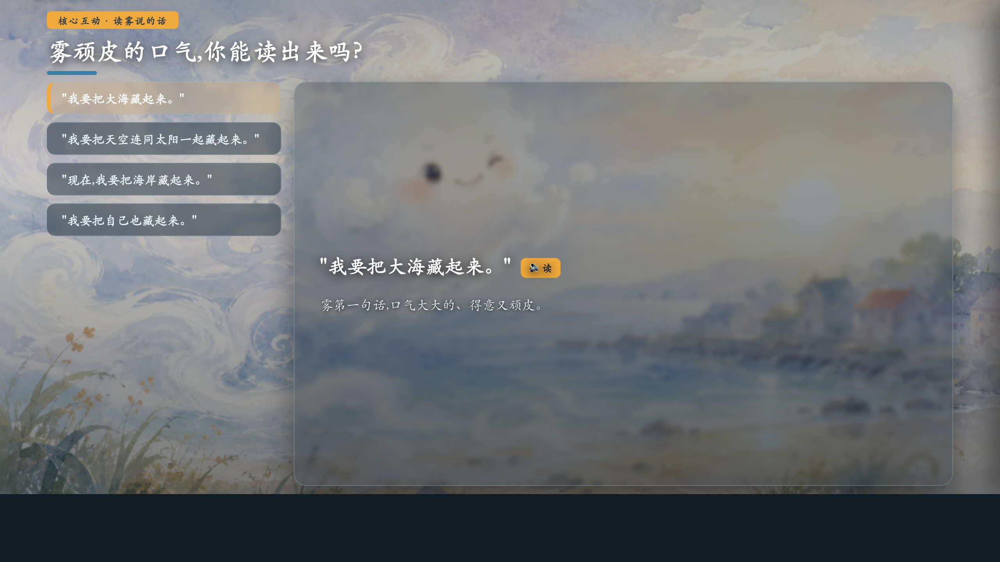 核心互动·读雾说的话
雾顽皮的口气,你能读出来吗?
"我要把大海藏起来。"
"我要把天空连同太阳一起藏起来。"
"现在,我要把海岸藏起来。"
"我要把自己也藏起来。"
"我要把大海藏起来。"
🔊 读
雾第一句话,口气大大的、得意又顽皮。